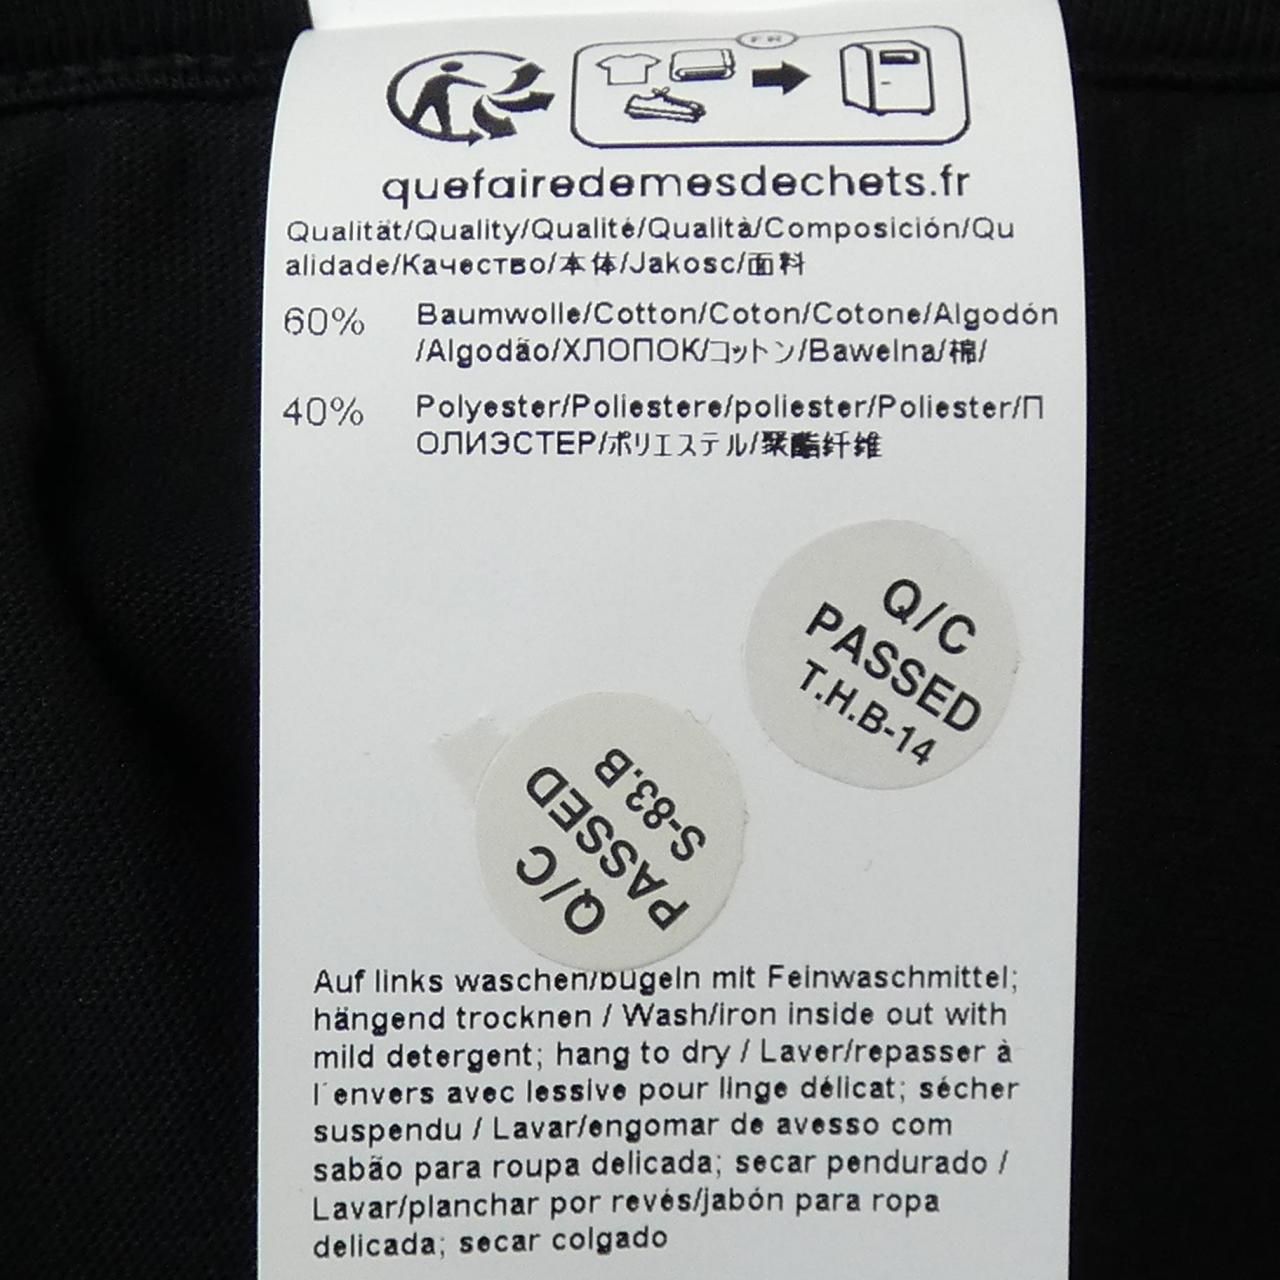 FR
quefairedemesdechets.fr
Qualität/Quality/Qualité/Qualità/Composición/Qu
alidade/Качество/本体/Jakosc/面料
60% Baumwolle/Cotton/Coton/Cotone/Algodón
/Algodão/ХЛОПОК/コットン/Bawelna/棉/
40% Polyester/Poliestere/poliester/Poliester/П
ОЛИЭСТЕР/ポリエステル/聚酯纤维
Q/C
PASSED
T.H.B-14
Q/C
PASSED
S-83.B
Auf links waschen/bügeln mit Feinwaschmittel;
hängend trocknen / Wash/iron inside out with
mild detergent; hang to dry / Laver/repasser à
l´envers avec lessive pour linge délicat; sécher
suspendu / Lavar/engomar de avesso com
sabão para roupa delicada; secar pendurado /
Lavar/planchar por revés/jabón para ropa
delicada; secar colgado